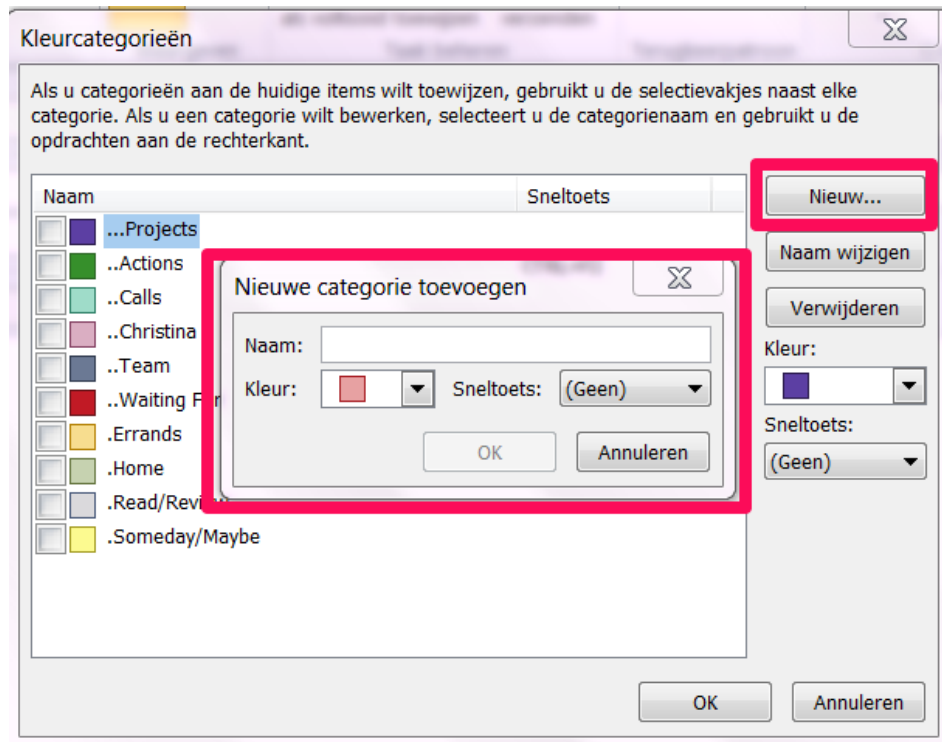 Kleurcategorieën
Als u categorieën aan de huidige items wilt toewijzen, gebruikt u de selectievakjes naast elke
categorie. Als u een categorie wilt bewerken, selecteert u de categorienaam en gebruikt u de
opdrachten aan de rechterkant.
Naam Sneltoets
Nieuw...
...Projects
Naam wijzigen
..Actions
Nieuwe categorie toevoegen
..Calls
Verwijderen
..Christina
Naam:
Kleur:
..Team
Kleur: Sneltoets: (Geen)
..Waiting
Sneltoets:
.Errands
OK Annuleren
(Geen)
.Home
.Read/Review
.Someday/Maybe
OK Annuleren